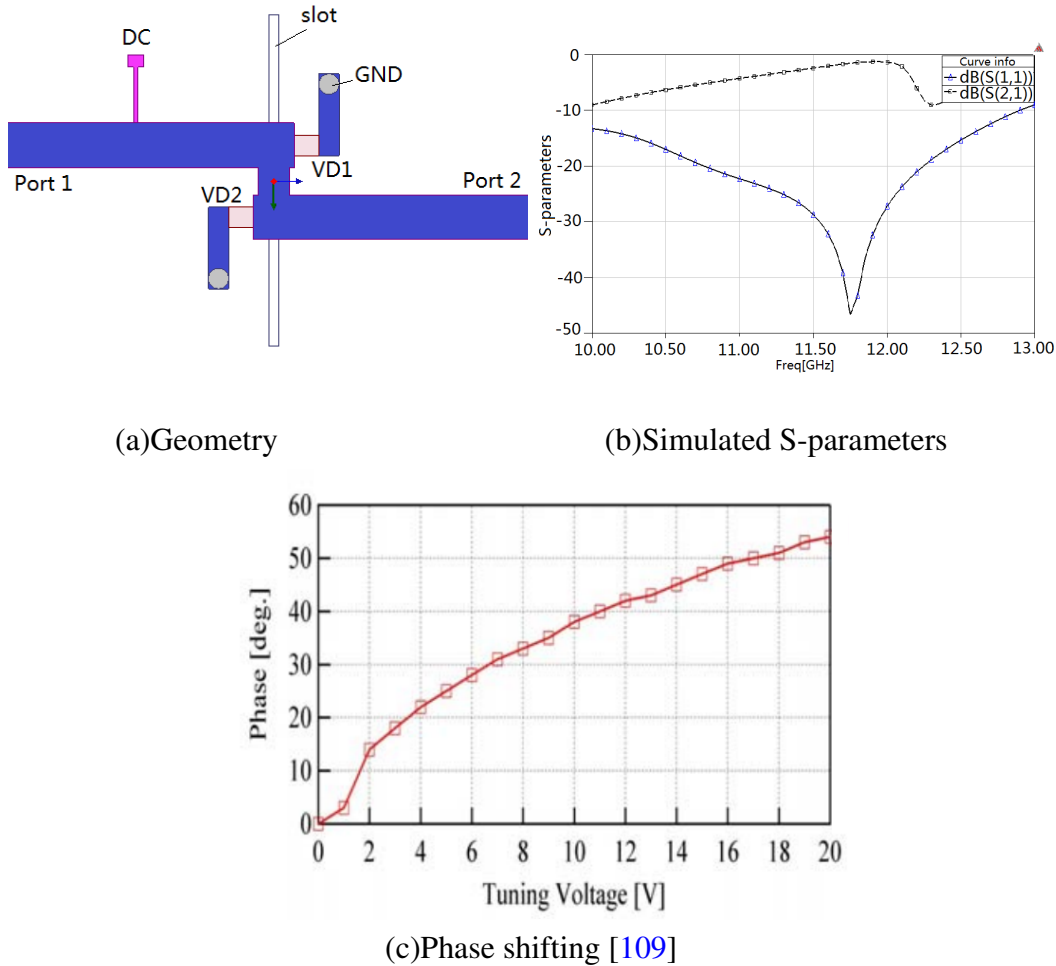 slot
DC
GND
VD1
Port 1
VD2
Port 2
0
-10
-20
-30
-40
-50
S-parameters
Curve info
dB(S(1,1))
dB(S(2,1))
10.00 10.50 11.00 11.50 12.00 12.50 13.00
Freq[GHz]
(a)Geometry
(b)Simulated S-parameters
60
50
40
30
20
10
0
Phase [deg.]
0 2 4 6 8 10 12 14 16 18 20
Tuning Voltage [V]
(c)Phase shifting [109]